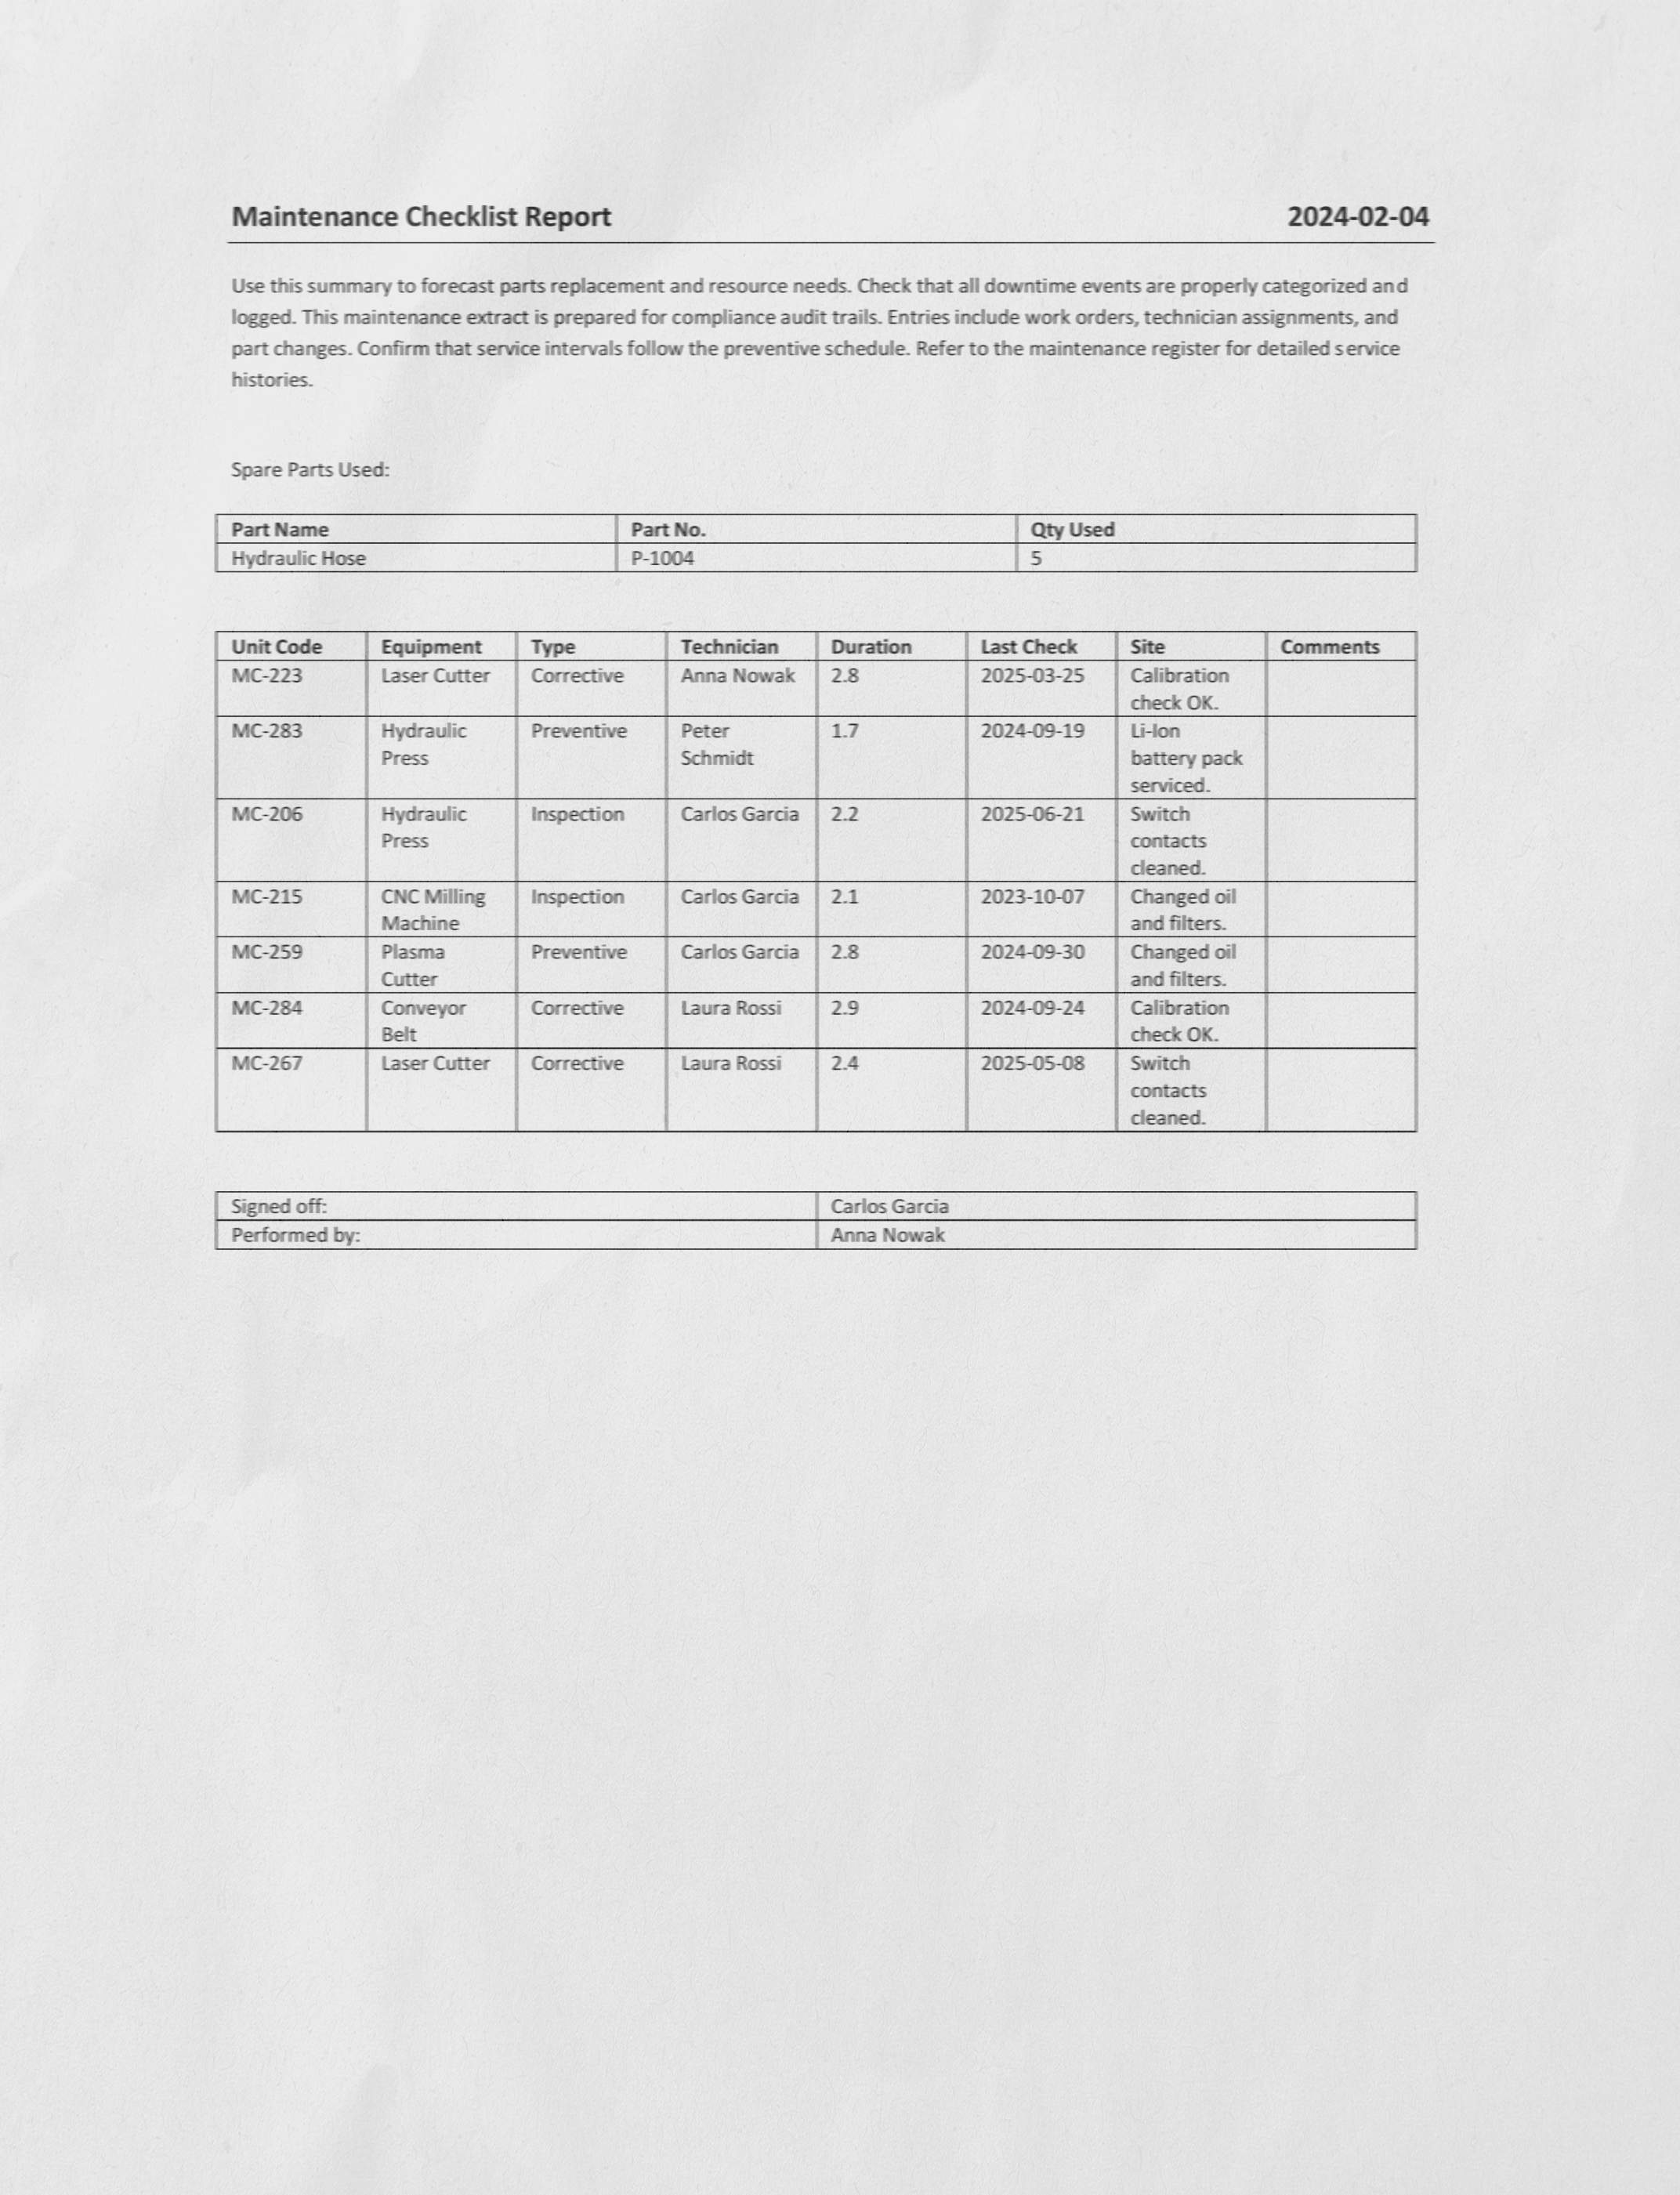 Maintenance Checklist Report 2024-02-04
Use this summary to forecast parts replacement and resource needs. Check that all downtime events are properly categorized and
logged. This maintenance extract is prepared for compliance audit trails. Entries include work orders, technician assignments, and
part changes. Confirm that service intervals follow the preventive schedule. Refer to the maintenance register for detailed service
histories.
Spare Parts Used:
Part Name Part No. Qty Used
Hydraulic Hose P-1004 5
Unit Code Equipment Type Technician Duration Last Check Site Comments
MC-223 Laser Cutter Corrective Anna Nowak 2.8 2025-03-25 Calibration
check OK.
MC-283 Hydraulic Preventive Peter 1.7 2024-09-19 Li-Ion
Press Schmidt battery pack
serviced.
MC-206 Hydraulic Inspection Carlos Garcia 2.2 2025-06-21 Switch
Press contacts
cleaned.
MC-215 CNC Milling Inspection Carlos Garcia 2.1 2023-10-07 Changed oil
Machine and filters.
MC-259 Plasma Preventive Carlos Garcia 2.8 2024-09-30 Changed oil
Cutter and filters.
MC-284 Conveyor Corrective Laura Rossi 2.9 2024-09-24 Calibration
Belt check OK.
MC-267 Laser Cutter Corrective Laura Rossi 2.4 2025-05-08 Switch
contacts
cleaned.
Signed off: Carlos Garcia
Performed by: Anna Nowak